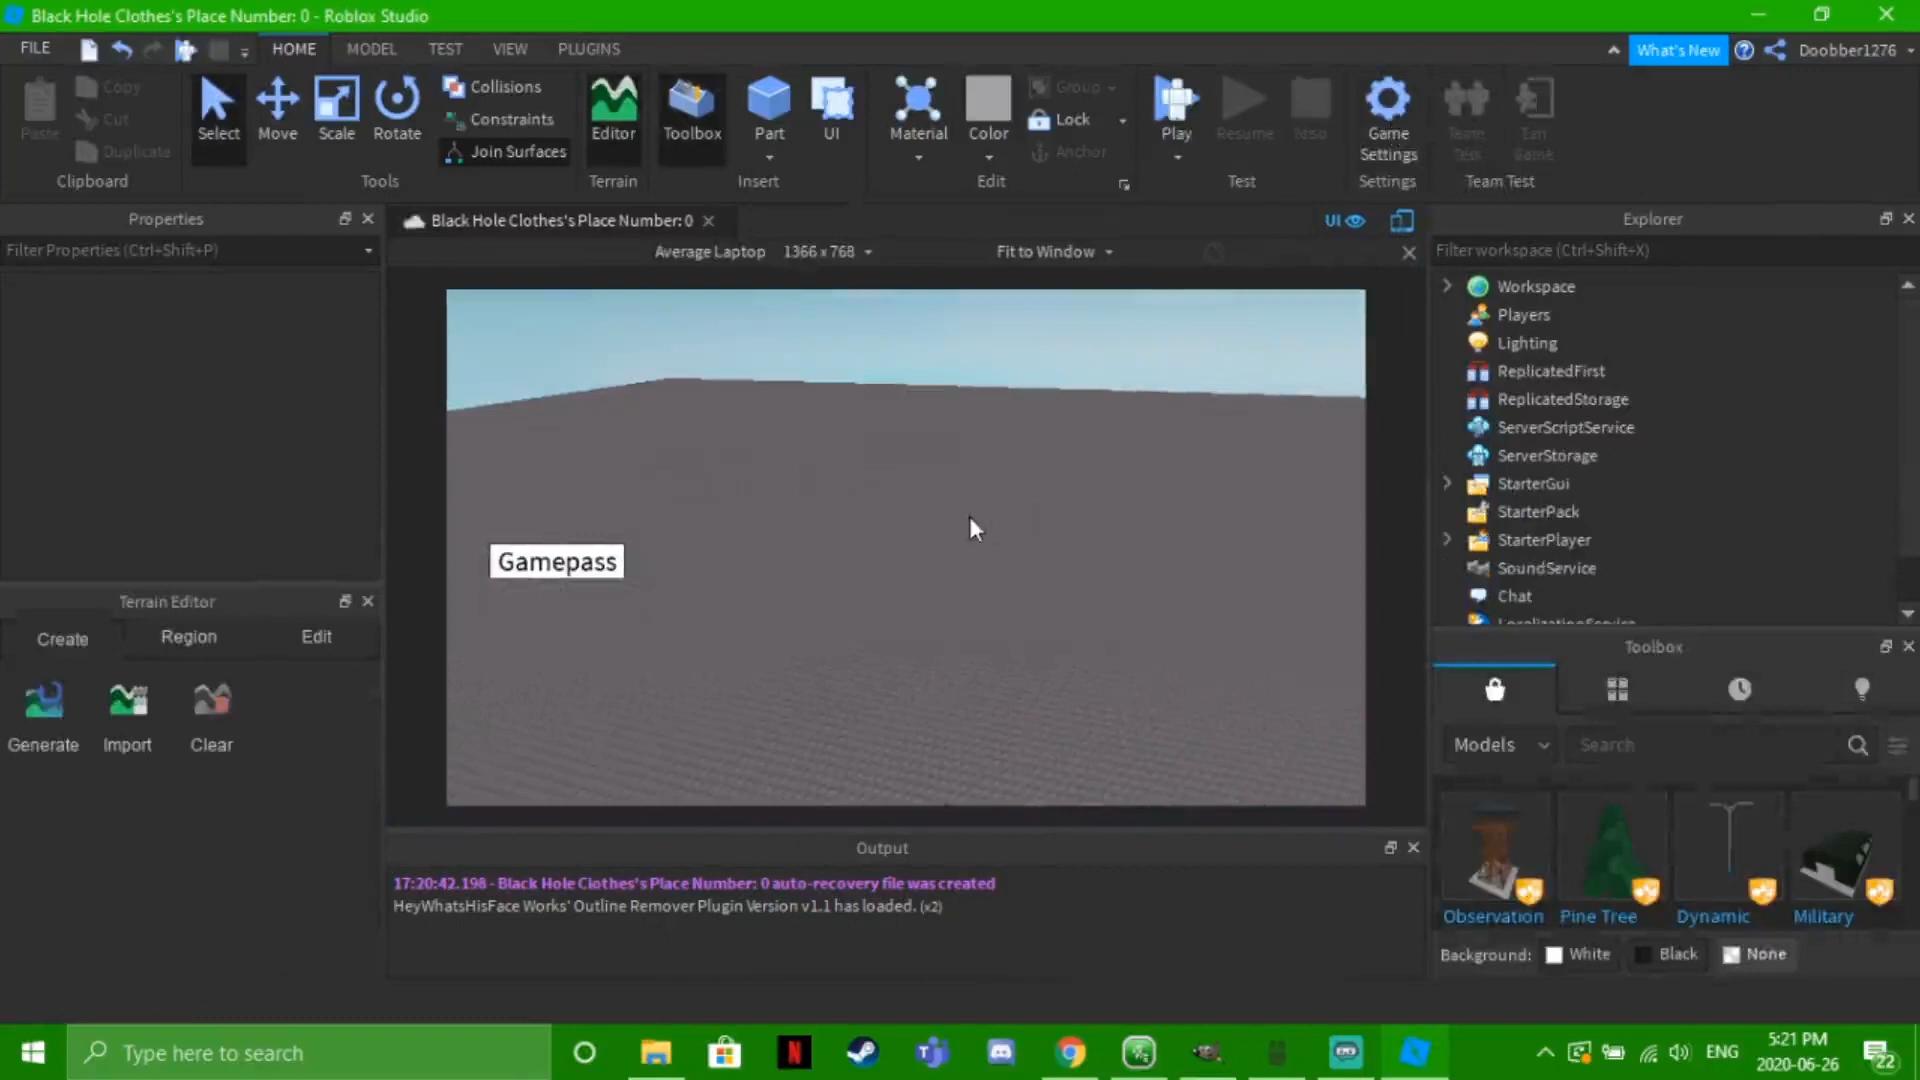 Black Hole Clothes's Place Number: 0 - Roblox Studio
FILE HOME MODEL TEST VIEW PLUGINS What's New Doobber1276
Paste Copy Cut Duplicate Clipboard
Select Move Scale Rotate Collisions Constraints Join Surfaces Tools
Editor Terrain
Toolbox Part UI Insert
Material Color Group Lock Anchor Edit
Play Resume Test
Game Settings Settings
Team Test Team Test
Properties
Filter Properties (Ctrl+Shift+P)
Terrain Editor
Create Region Edit
Generate Import Clear
Black Hole Clothes's Place Number: 0
UI
Average Laptop 1366 x 768 Fit to Window
Gamepass
Output
17:20:42.198 - Black Hole Clothes's Place Number: 0 auto-recovery file was created
HeyWhatsHisFace Works' Outline Remover Plugin Version v1.1 has loaded. (x2)
Explorer
Filter workspace (Ctrl+Shift+X)
Workspace
Players
Lighting
ReplicatedFirst
ReplicatedStorage
ServerScriptService
ServerStorage
StarterGui
StarterPack
StarterPlayer
SoundService
Chat
LocalizationService
Toolbox
Models Search
Observation Pine Tree Dynamic Military
Background: White Black None
Type here to search
ENG
5:21 PM
2020-06-26
22